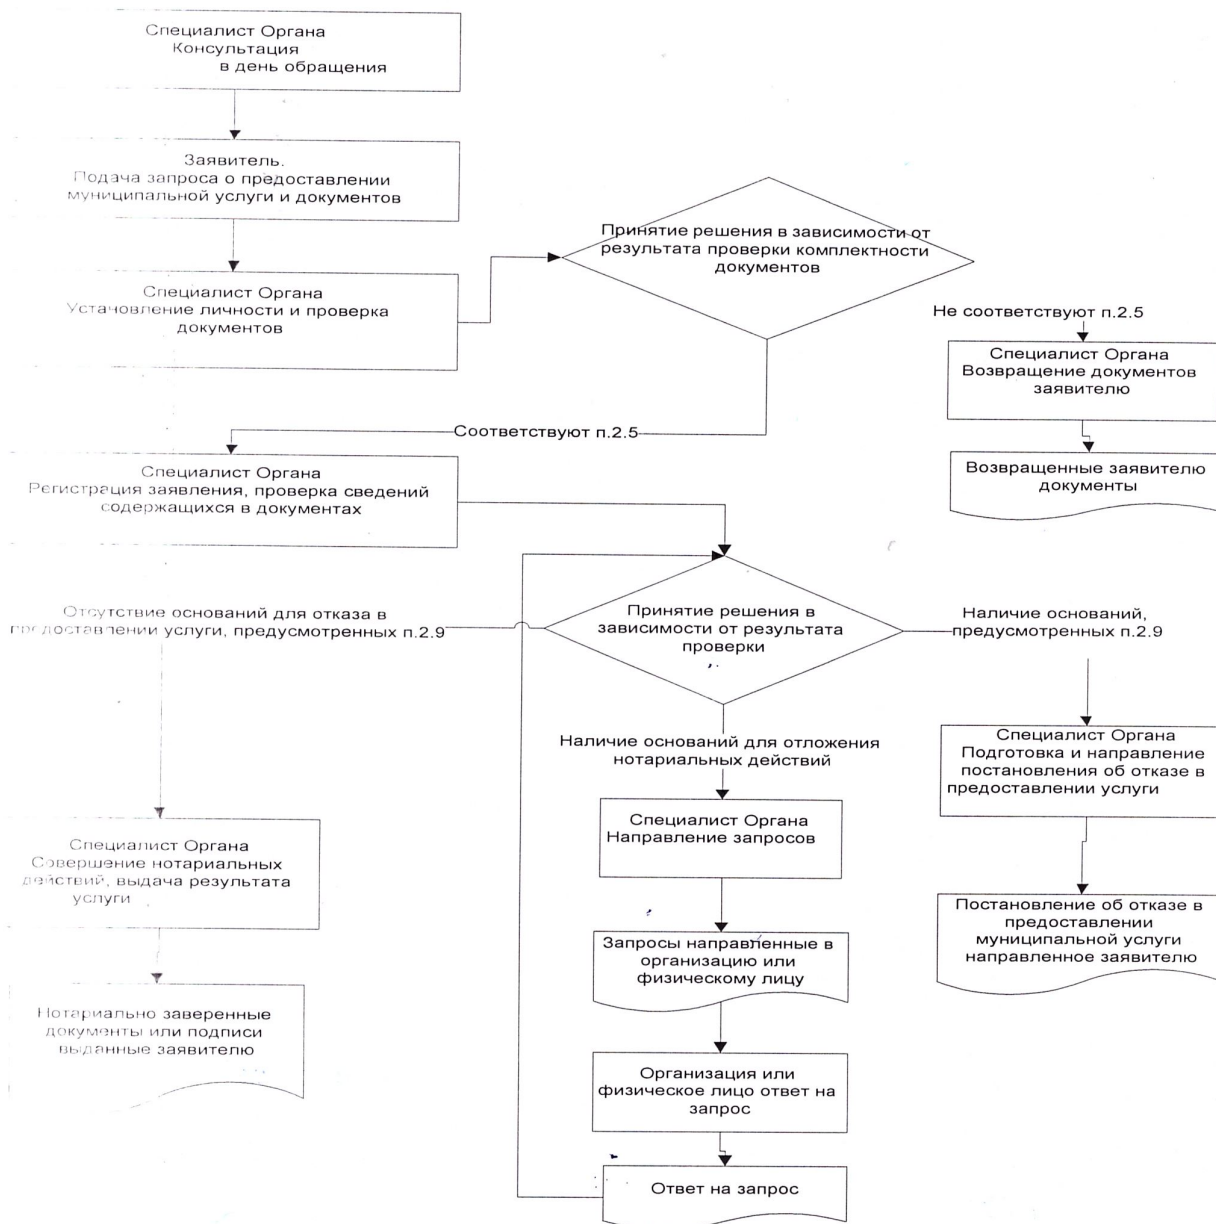 Специалист Органа
Консультация
в день обращения
Заявитель.
Подача запроса о предоставлении
муниципальной услуги и документов
Специалист Органа
Установление личности и проверка
документов
Принятие решения в зависимости от
результата проверки комплектности
документов
Не соответствуют п.2.5
Специалист Органа
Возвращение документов
заявителю
Возвращенные заявителю
документы
Соответствуют п.2.5
Специалист Органа
Регистрация заявления, проверка сведений
содержащихся в документах
Отсутствие оснований для отказа в
предоставлении услуги, предусмотренных п.2.9
Принятие решения в
зависимости от результата
проверки
Наличие оснований,
предусмотренных п.2.9
Наличие оснований для отложения
нотариальных действий
Специалист Органа
Подготовка и направление
постановления об отказе в
предоставлении услуги
Специалист Органа
Направление запросов
Специалист Органа
Совершение нотариальных
действий, выдача результата
услуги
Постановление об отказе в
предоставлении
муниципальной услуги
направленное заявителю
Запросы направленные в
организацию или
физическому лицу
Нотариально заверенные
документы или подписи
выданные заявителю
Организация или
физическое лицо ответ на
запрос
Ответ на запрос